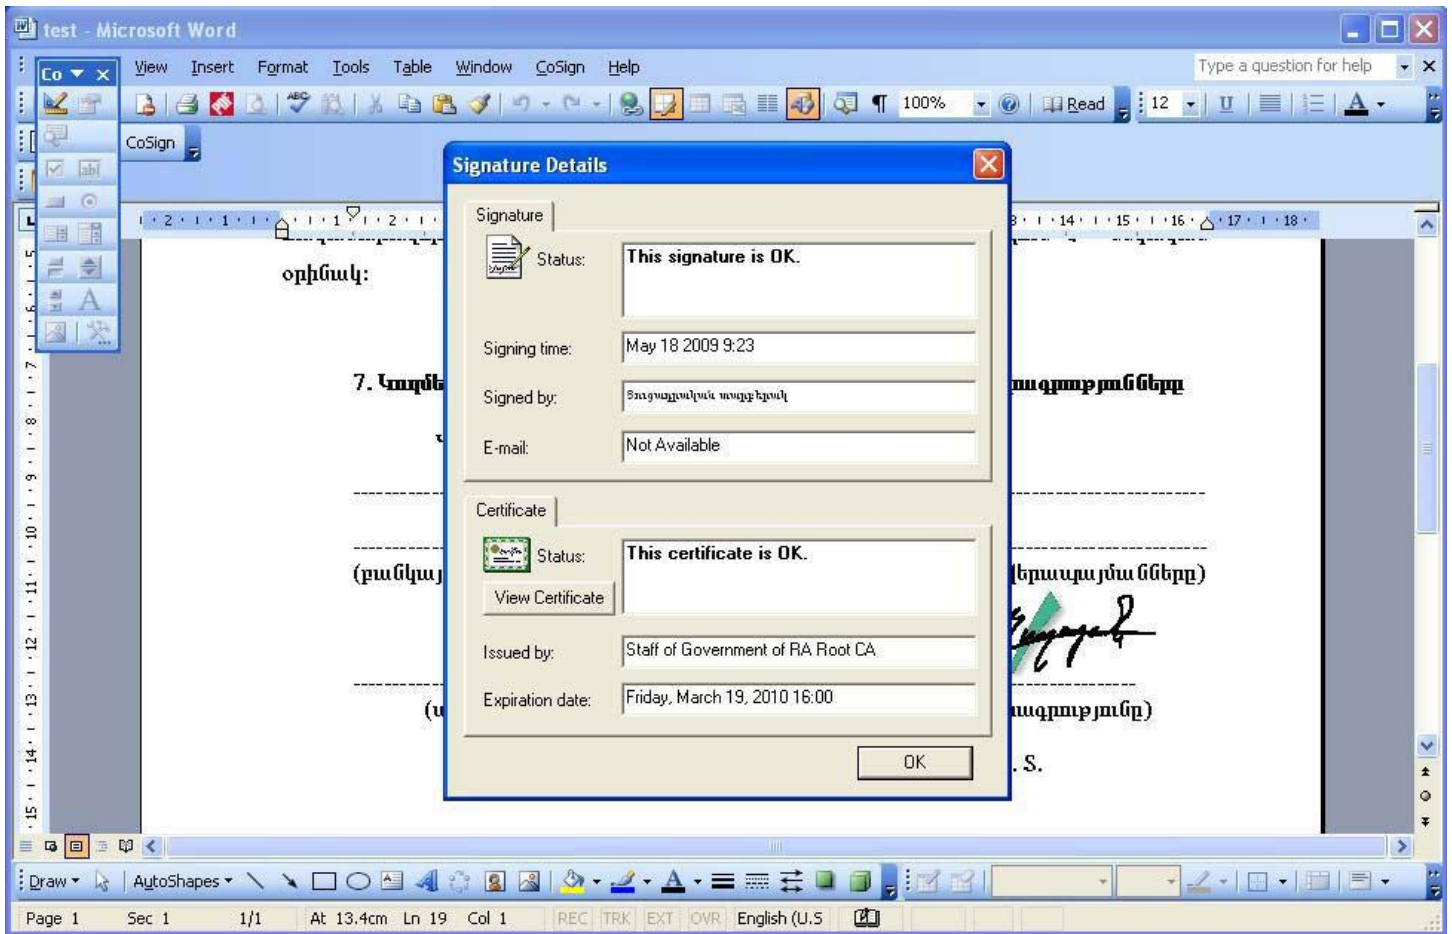 test - Microsoft Word
Co
View Insert Format Tools Table Window CoSign Help
Type a question for help
100%
Read
12
CoSign
Signature Details
Signature
օրինակ:
Status:
This signature is OK.
Signing time:
May 18 2009 9:23
7.
Signed by:
Ցուցադրական տարբերակ
E-mail:
Not Available
Certificate
Status:
This certificate is OK.
View Certificate
Issued by:
Staff of Government of RA Root CA
Expiration date:
Friday, March 19, 2010 16:00
OK
. Տ.
Draw AutoShapes
Page 1 Sec 1 1/1 At 13.4cm Ln 19 Col 1 REC TRK EXT OVR English (U.S